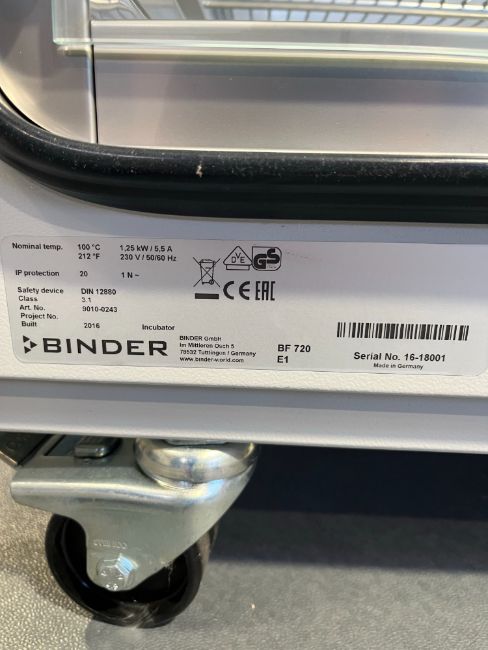 Nominal temp. 100 °C 1,25 kW / 5,5 A
212 °F 230 V / 50/60 Hz
IP protection 20 1 N ~
Safety device DIN 12880
Class 3.1
Art. No. 9010-0243
Project No.
Built 2016 Incubator
BINDER
BINDER GmbH
Im Mittleren Ösch 5
78532 Tuttlingen / Germany
www.binder-world.com
VDE
GS
CE EAC
BF 720
E1
Serial No. 16-18001
Made in Germany